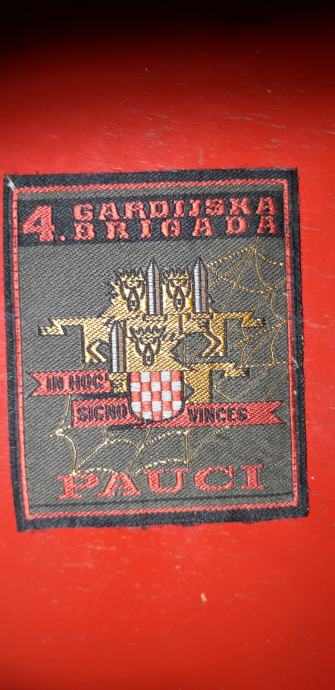 4. GARDIJSKA
BRIGADA
IN HOC
SIGNO VINCES
PAUCI